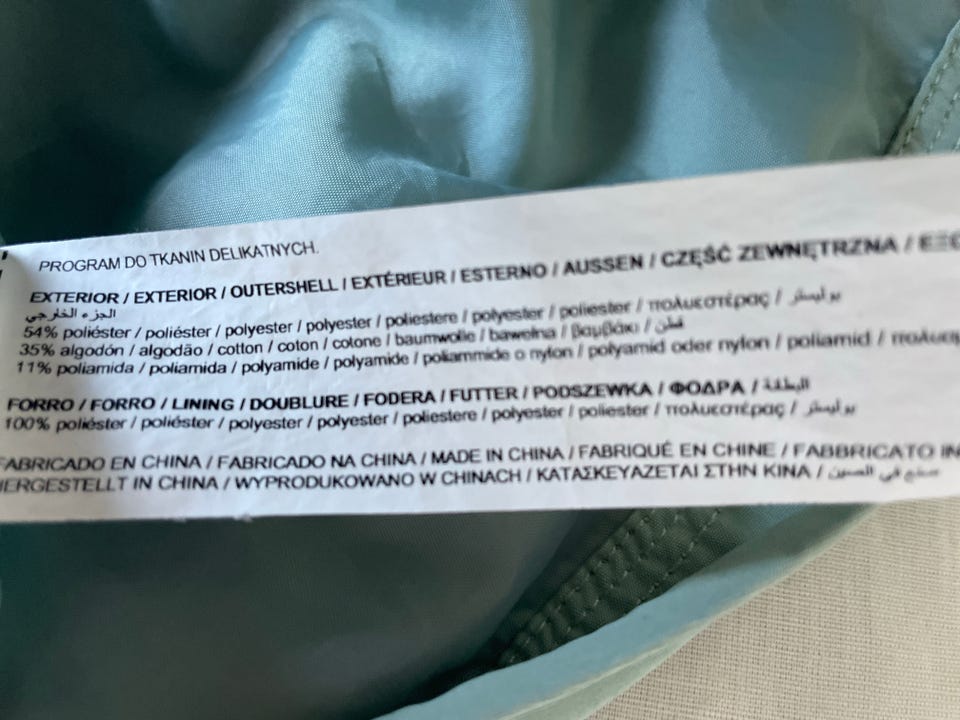 PROGRAM DO TKANIN DELIKATNYCH.
EXTERIOR / EXTERIOR / OUTERSHELL / EXTÉRIEUR / ESTERNO / AUSSEN / CZĘŚĆ ZEWNĘTRZNA /
الجزء الخارجي
54% poliéster / poliéster / polyester / polyester / poliestere / polyester / poliester / πολυεστέρας / بوليستر
35% algodón / algodão / cotton / coton / cotone / baumwolle / bawełna / βαμβάκι / قطن
11% poliamida / poliamida / polyamide / polyamide / poliammide o nylon / polyamid oder nylon / poliamid /
FORRO / FORRO / LINING / DOUBLURE / FODERA / FUTTER / PODSZEWKA / ΦΟΔΡΑ / البطانة
100% poliéster / poliéster / polyester / polyester / poliestere / polyester / poliester / πολυεστέρας / بوليستر
FABRICADO EN CHINA / FABRICADO NA CHINA / MADE IN CHINA / FABRIQUÉ EN CHINE / FABBRICATO IN
HERGESTELLT IN CHINA / WYPRODUKOWANO W CHINACH / ΚΑΤΑΣΚΕΥΑΖΕΤΑΙ ΣΤΗΝ ΚΙΝΑ / صنع في الصين